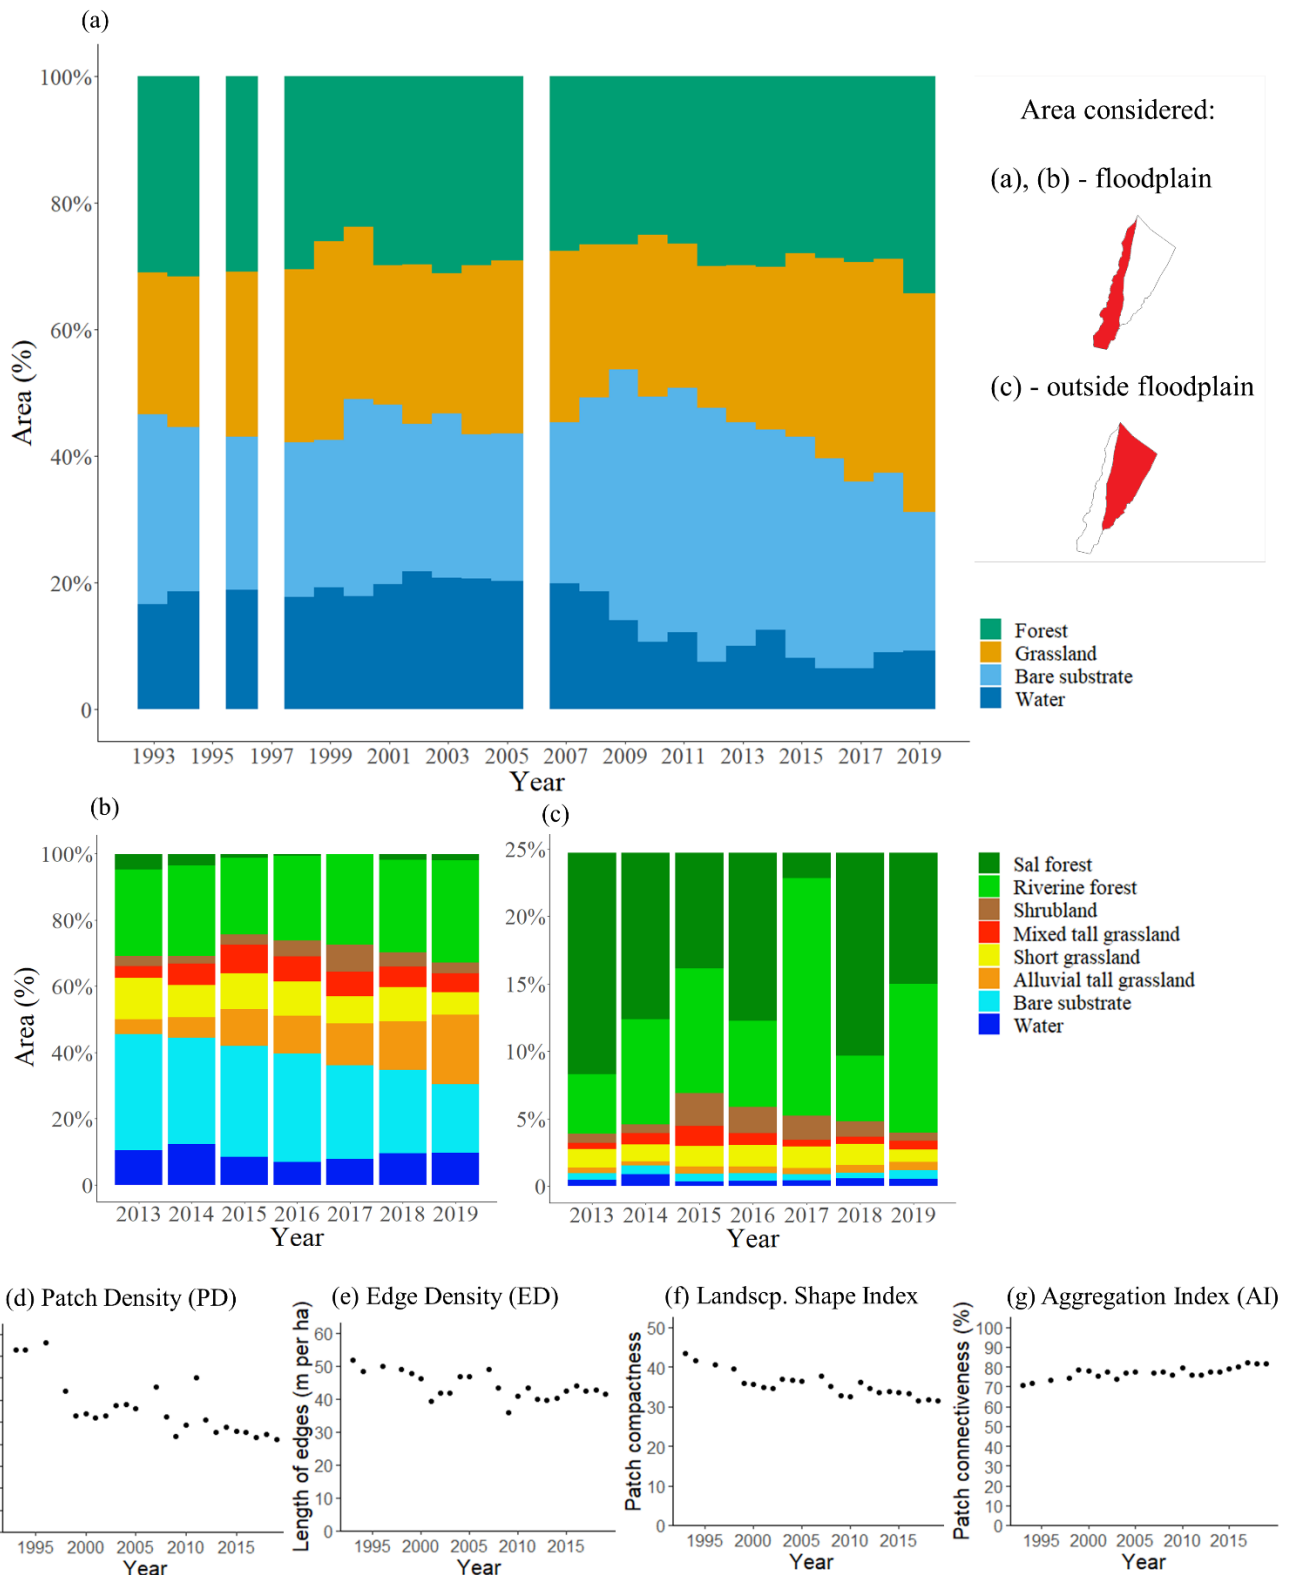 (a)
100%
80%
60%
40%
20%
0
Area (%)
1993 1995 1997 1999 2001 2003 2005 2007 2009 2011 2013 2015 2017 2019
Year
Area considered:
(a), (b) - floodplain
(c) - outside floodplain
Forest
Grassland
Bare substrate
Water
(b)
100%
80%
60%
40%
20%
0
Area (%)
2013 2014 2015 2016 2017 2018 2019
Year
(c)
25%
20%
15%
10%
5%
0
2013 2014 2015 2016 2017 2018 2019
Year
Sal forest
Riverine forest
Shrubland
Mixed tall grassland
Short grassland
Alluvial tall grassland
Bare substrate
Water
(d) Patch Density (PD)
1995 2000 2005 2010 2015
Year
(e) Edge Density (ED)
Length of edges (m per ha)
60
50
40
30
20
10
0
1995 2000 2005 2010 2015
Year
(f) Landscp. Shape Index
Patch compactness
50
40
30
20
10
0
1995 2000 2005 2010 2015
Year
(g) Aggregation Index (AI)
Patch connectiveness (%)
100
90
80
70
60
50
40
30
20
10
0
1995 2000 2005 2010 2015
Year